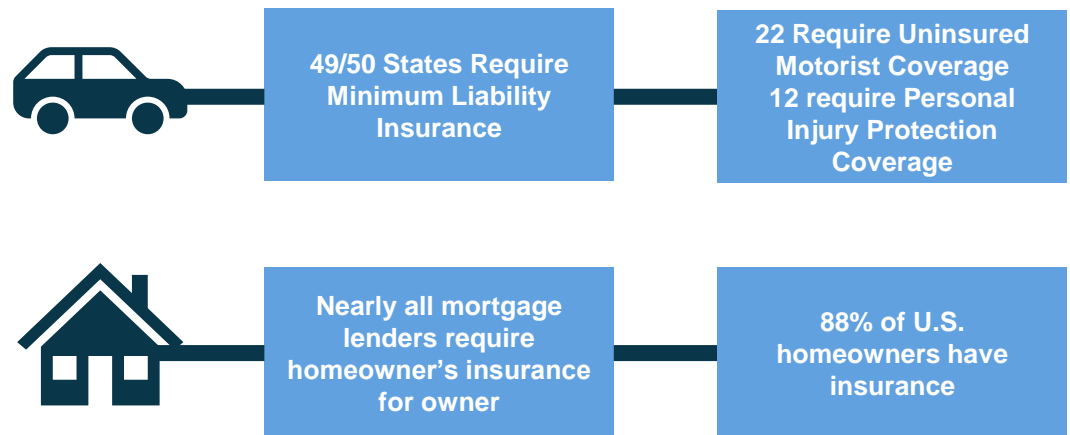 49/50 States Require
Minimum Liability
Insurance
22 Require Uninsured
Motorist Coverage
12 require Personal
Injury Protection
Coverage
Nearly all mortgage
lenders require
homeowner’s insurance
for owner
88% of U.S.
homeowners have
insurance